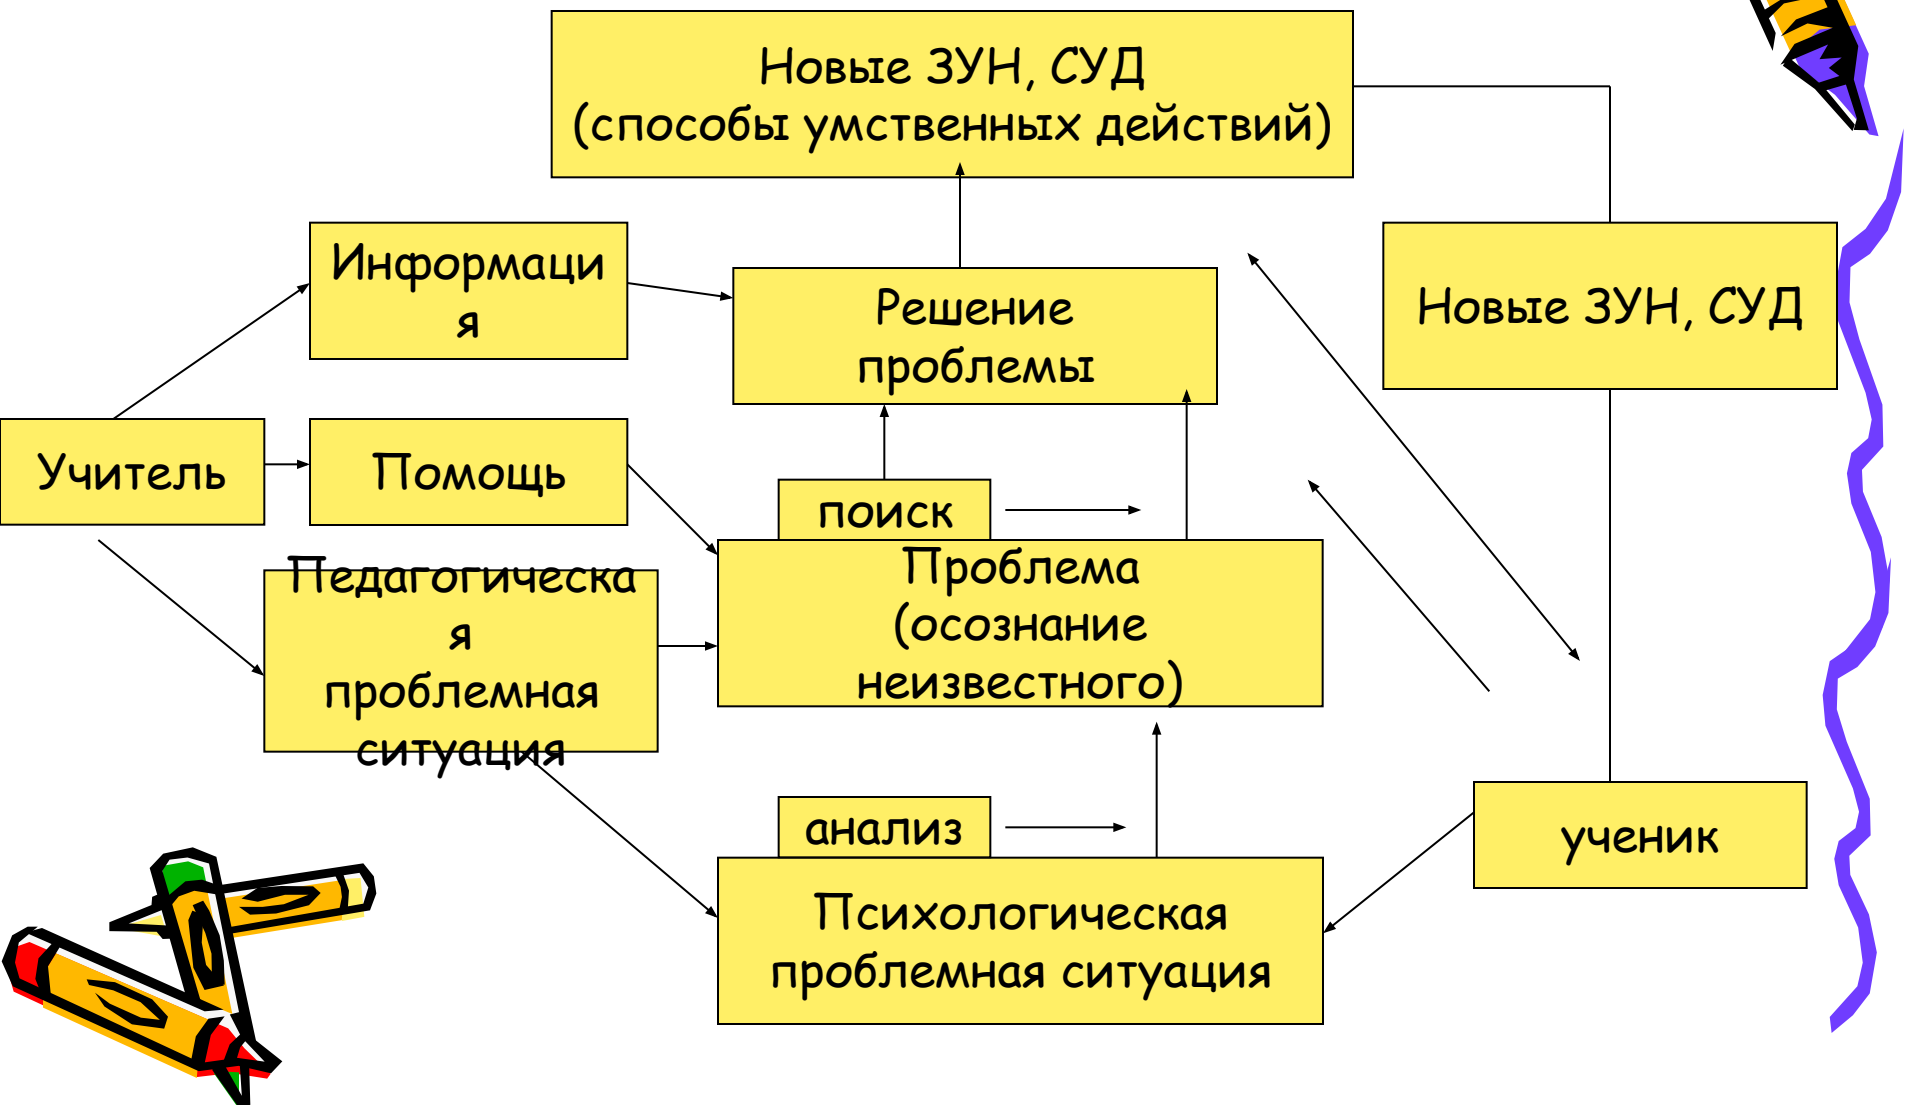 Новые ЗУН, СУД
(способы умственных действий)
Информаци
я
Решение
проблемы
Новые ЗУН, СУД
Учитель
Помощь
поиск
Педагогическа
я
проблемная
ситуация
Проблема
(осознание
неизвестного)
анализ
ученик
Психологическая
проблемная ситуация